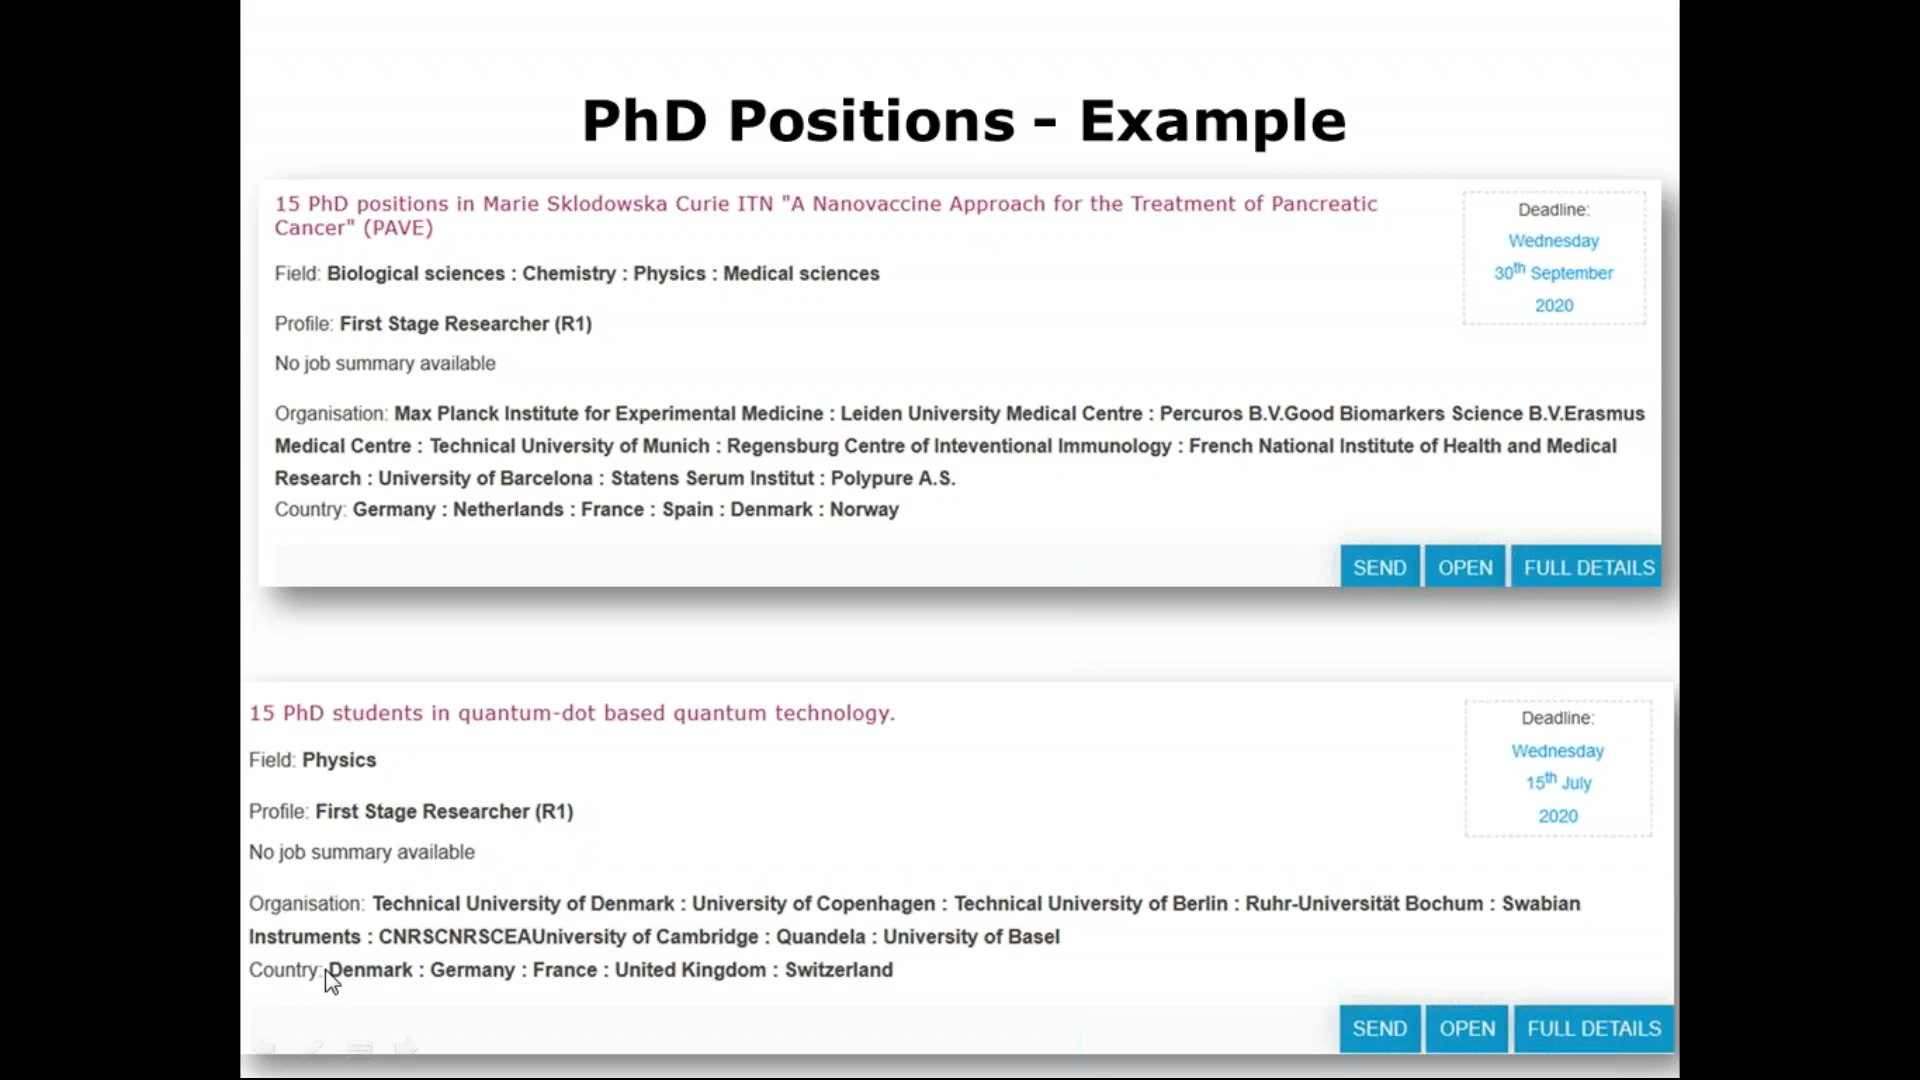 PhD Positions - Example
15 PhD positions in Marie Sklodowska Curie ITN "A Nanovaccine Approach for the Treatment of Pancreatic
Cancer" (PAVE)
Deadline:
Wednesday
30th September
2020
Field: Biological sciences : Chemistry : Physics : Medical sciences
Profile: First Stage Researcher (R1)
No job summary available
Organisation: Max Planck Institute for Experimental Medicine : Leiden University Medical Centre : Percuros B.V.Good Biomarkers Science B.V.Erasmus
Medical Centre : Technical University of Munich : Regensburg Centre of Inteventional Immunology : French National Institute of Health and Medical
Research : University of Barcelona : Statens Serum Institut : Polypure A.S.
Country: Germany : Netherlands : France : Spain : Denmark : Norway
SEND OPEN FULL DETAILS
15 PhD students in quantum-dot based quantum technology.
Deadline:
Wednesday
15th July
2020
Field: Physics
Profile: First Stage Researcher (R1)
No job summary available
Organisation: Technical University of Denmark : University of Copenhagen : Technical University of Berlin : Ruhr-Universität Bochum : Swabian
Instruments : CNRSCNRSCEAUniversity of Cambridge : Quandela : University of Basel
Country: Denmark : Germany : France : United Kingdom : Switzerland
SEND OPEN FULL DETAILS